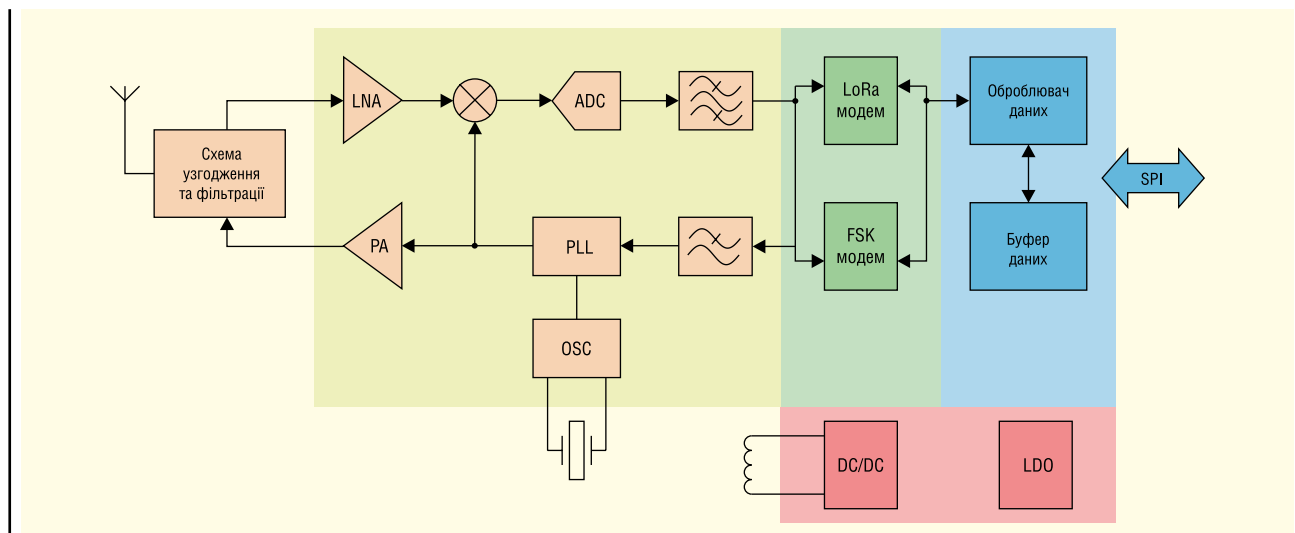 LNA
ADC
LoRa
модем
Оброблювач
даних
Схема
узгодження
та фільтрації
SPI
PA
PLL
FSK
модем
Буфер
даних
OSC
DC/DC
LDO